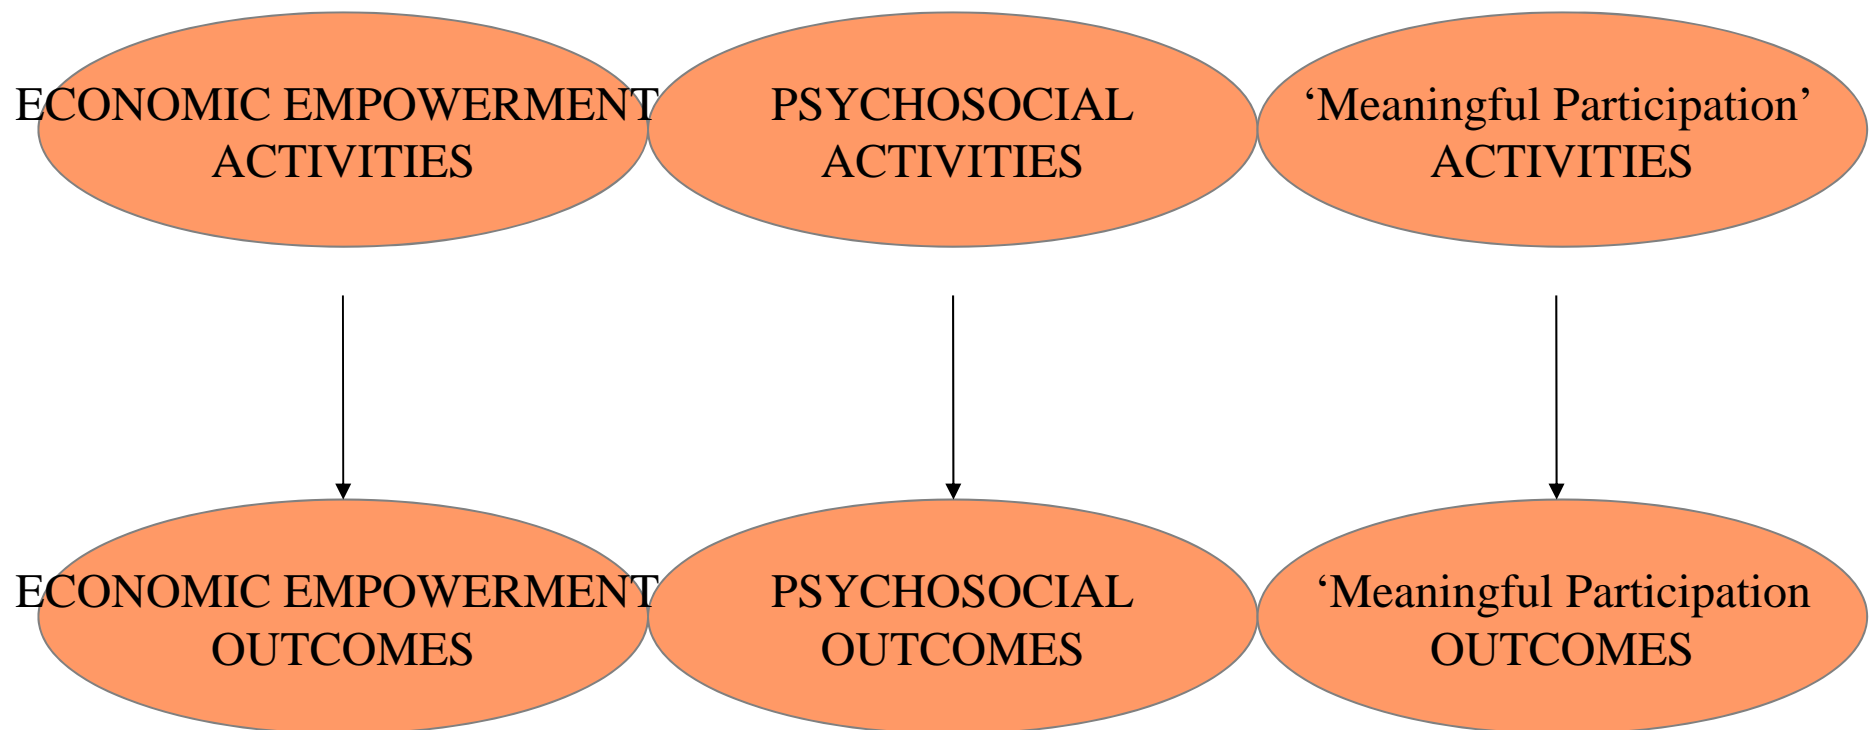 ECONOMIC EMPOWERMENT
ACTIVITIES
PSYCHOSOCIAL
ACTIVITIES
‘Meaningful Participation’
ACTIVITIES
ECONOMIC EMPOWERMENT
OUTCOMES
PSYCHOSOCIAL
OUTCOMES
‘Meaningful Participation
OUTCOMES